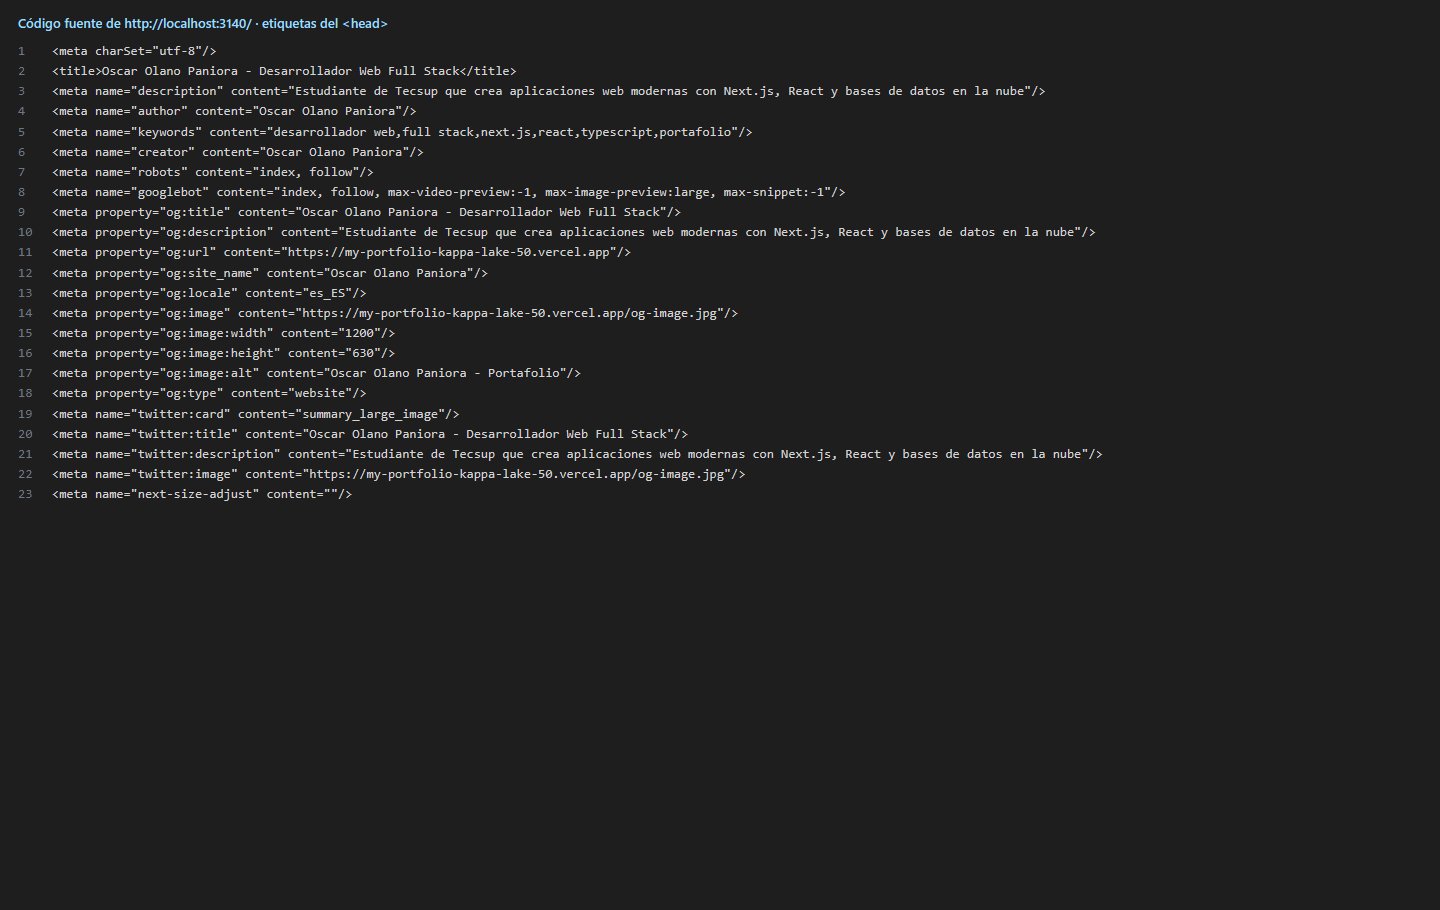 Código fuente de http://localhost:3140/ · etiquetas del <head>
1 <meta charSet="utf-8"/>
2 <title>Oscar Olano Paniora - Desarrollador Web Full Stack</title>
3 <meta name="description" content="Estudiante de Tecsup que crea aplicaciones web modernas con Next.js, React y bases de datos en la nube"/>
4 <meta name="author" content="Oscar Olano Paniora"/>
5 <meta name="keywords" content="desarrollador web,full stack,next.js,react,typescript,portafolio"/>
6 <meta name="creator" content="Oscar Olano Paniora"/>
7 <meta name="robots" content="index, follow"/>
8 <meta name="googlebot" content="index, follow, max-video-preview:-1, max-image-preview:large, max-snippet:-1"/>
9 <meta property="og:title" content="Oscar Olano Paniora - Desarrollador Web Full Stack"/>
10 <meta property="og:description" content="Estudiante de Tecsup que crea aplicaciones web modernas con Next.js, React y bases de datos en la nube"/>
11 <meta property="og:url" content="https://my-portfolio-kappa-lake-50.vercel.app"/>
12 <meta property="og:site_name" content="Oscar Olano Paniora"/>
13 <meta property="og:locale" content="es_ES"/>
14 <meta property="og:image" content="https://my-portfolio-kappa-lake-50.vercel.app/og-image.jpg"/>
15 <meta property="og:image:width" content="1200"/>
16 <meta property="og:image:height" content="630"/>
17 <meta property="og:image:alt" content="Oscar Olano Paniora - Portafolio"/>
18 <meta property="og:type" content="website"/>
19 <meta name="twitter:card" content="summary_large_image"/>
20 <meta name="twitter:title" content="Oscar Olano Paniora - Desarrollador Web Full Stack"/>
21 <meta name="twitter:description" content="Estudiante de Tecsup que crea aplicaciones web modernas con Next.js, React y bases de datos en la nube"/>
22 <meta name="twitter:image" content="https://my-portfolio-kappa-lake-50.vercel.app/og-image.jpg"/>
23 <meta name="next-size-adjust" content=""/>